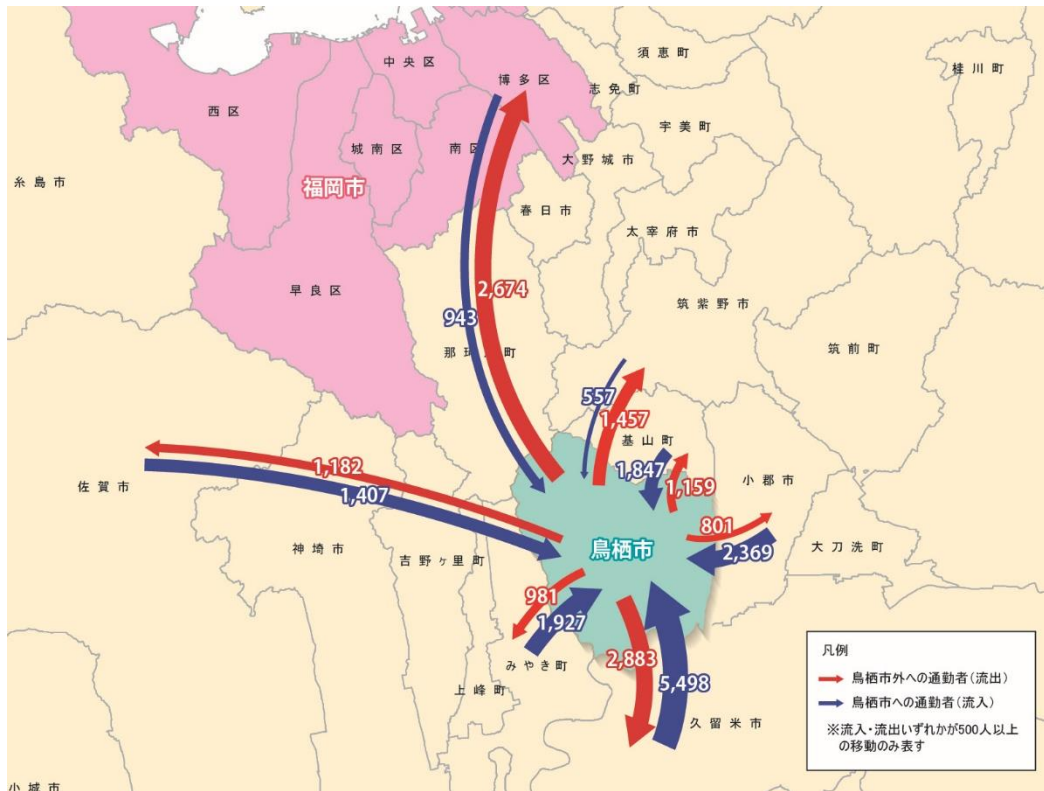 須恵町
桂川町
中央区
博多区
志免町
西区
宇美町
城南区
南区
大野城市
糸島市
福岡市
春日市
太宰府市
早良区
2,674
筑紫野市
943
筑前町
557
1,457
基山町
1,847
1,159
小郡市
1,182
佐賀市
1,407
801
鳥栖市
大刀洗町
神埼市
2,369
吉野ヶ里町
981
1,927
凡例
2,883
みやき町
鳥栖市外への通勤者(流出)
5,498
上峰町
鳥栖市への通勤者(流入)
久留米市
※流入・流出いずれかが500人以上
の移動のみ表す
小城市